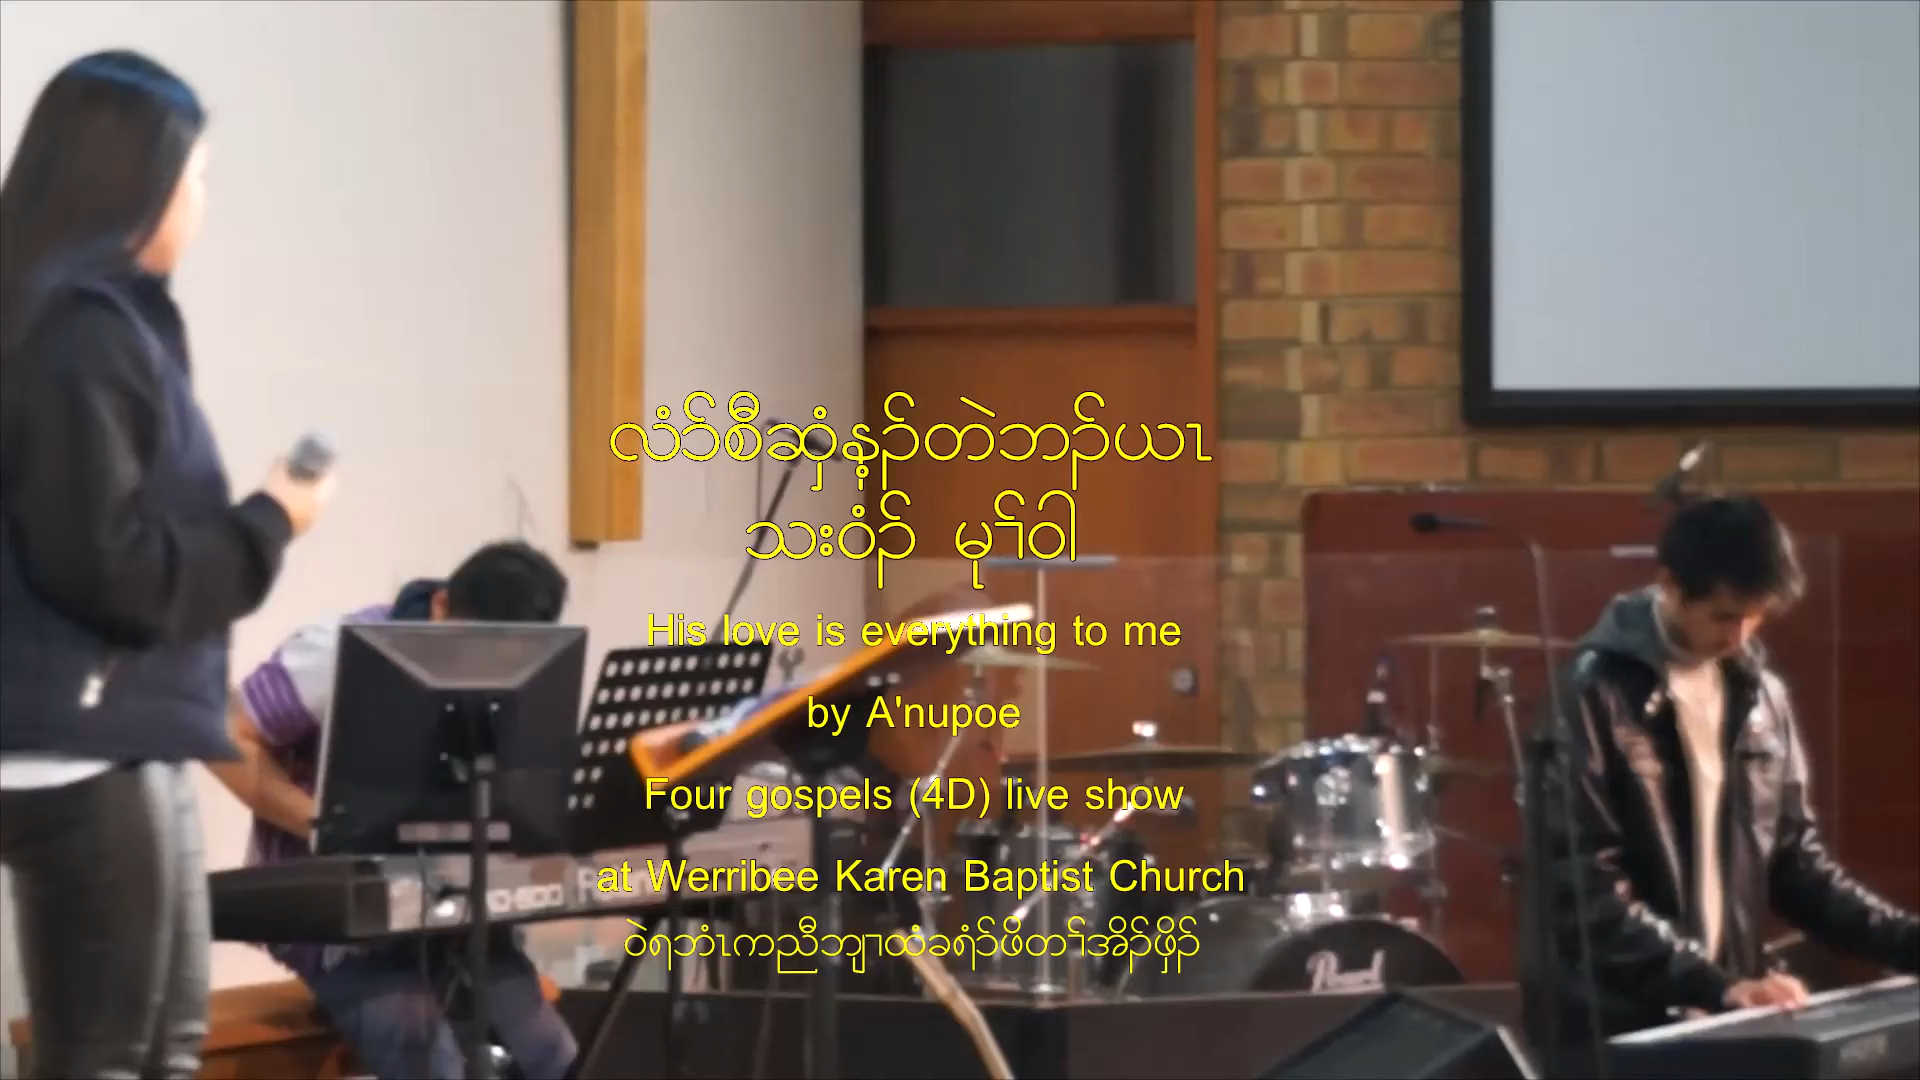 လံာ်စီဆှံန့ၣ်တဲဘၣ်ယၤ
သးဝံၣ် မုၢ်ဝါ
His love is everything to me
by A'nupoe
Four gospels (4D) live show
at Werribee Karen Baptist Church
ဝဲရဘံၤကညီဘျၢထံခရံာ်ဖိတၢ်အိၣ်ဖှိၣ်
Pearl